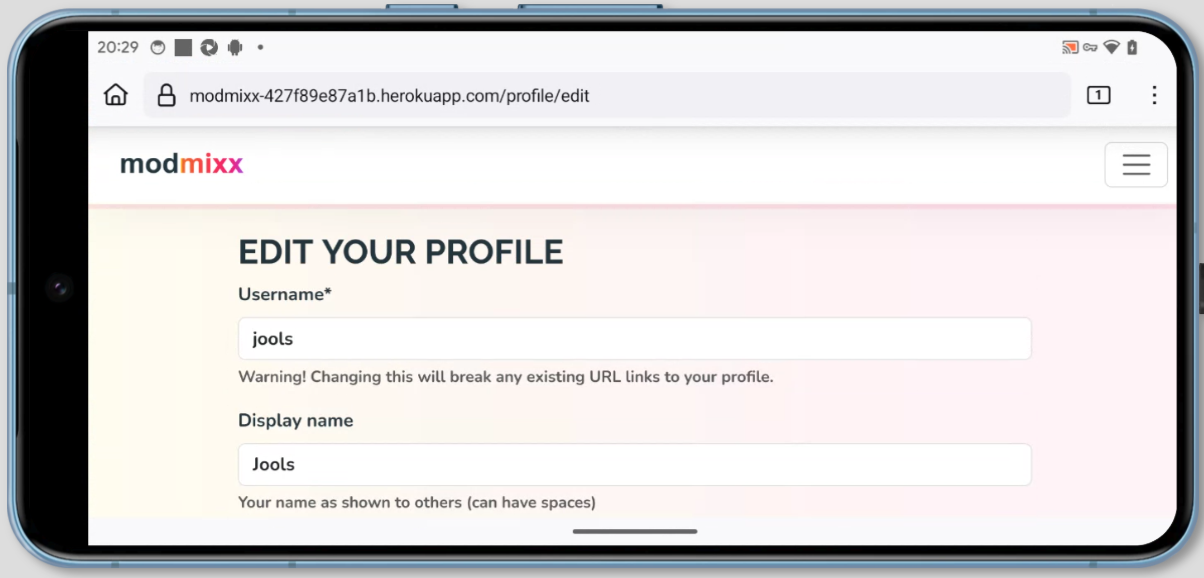 20:29
1
modmixx-427f89e87a1b.herokuapp.com/profile/edit
modmixx
EDIT YOUR PROFILE
Username*
jools
Warning! Changing this will break any existing URL links to your profile.
Display name
Jools
Your name as shown to others (can have spaces)